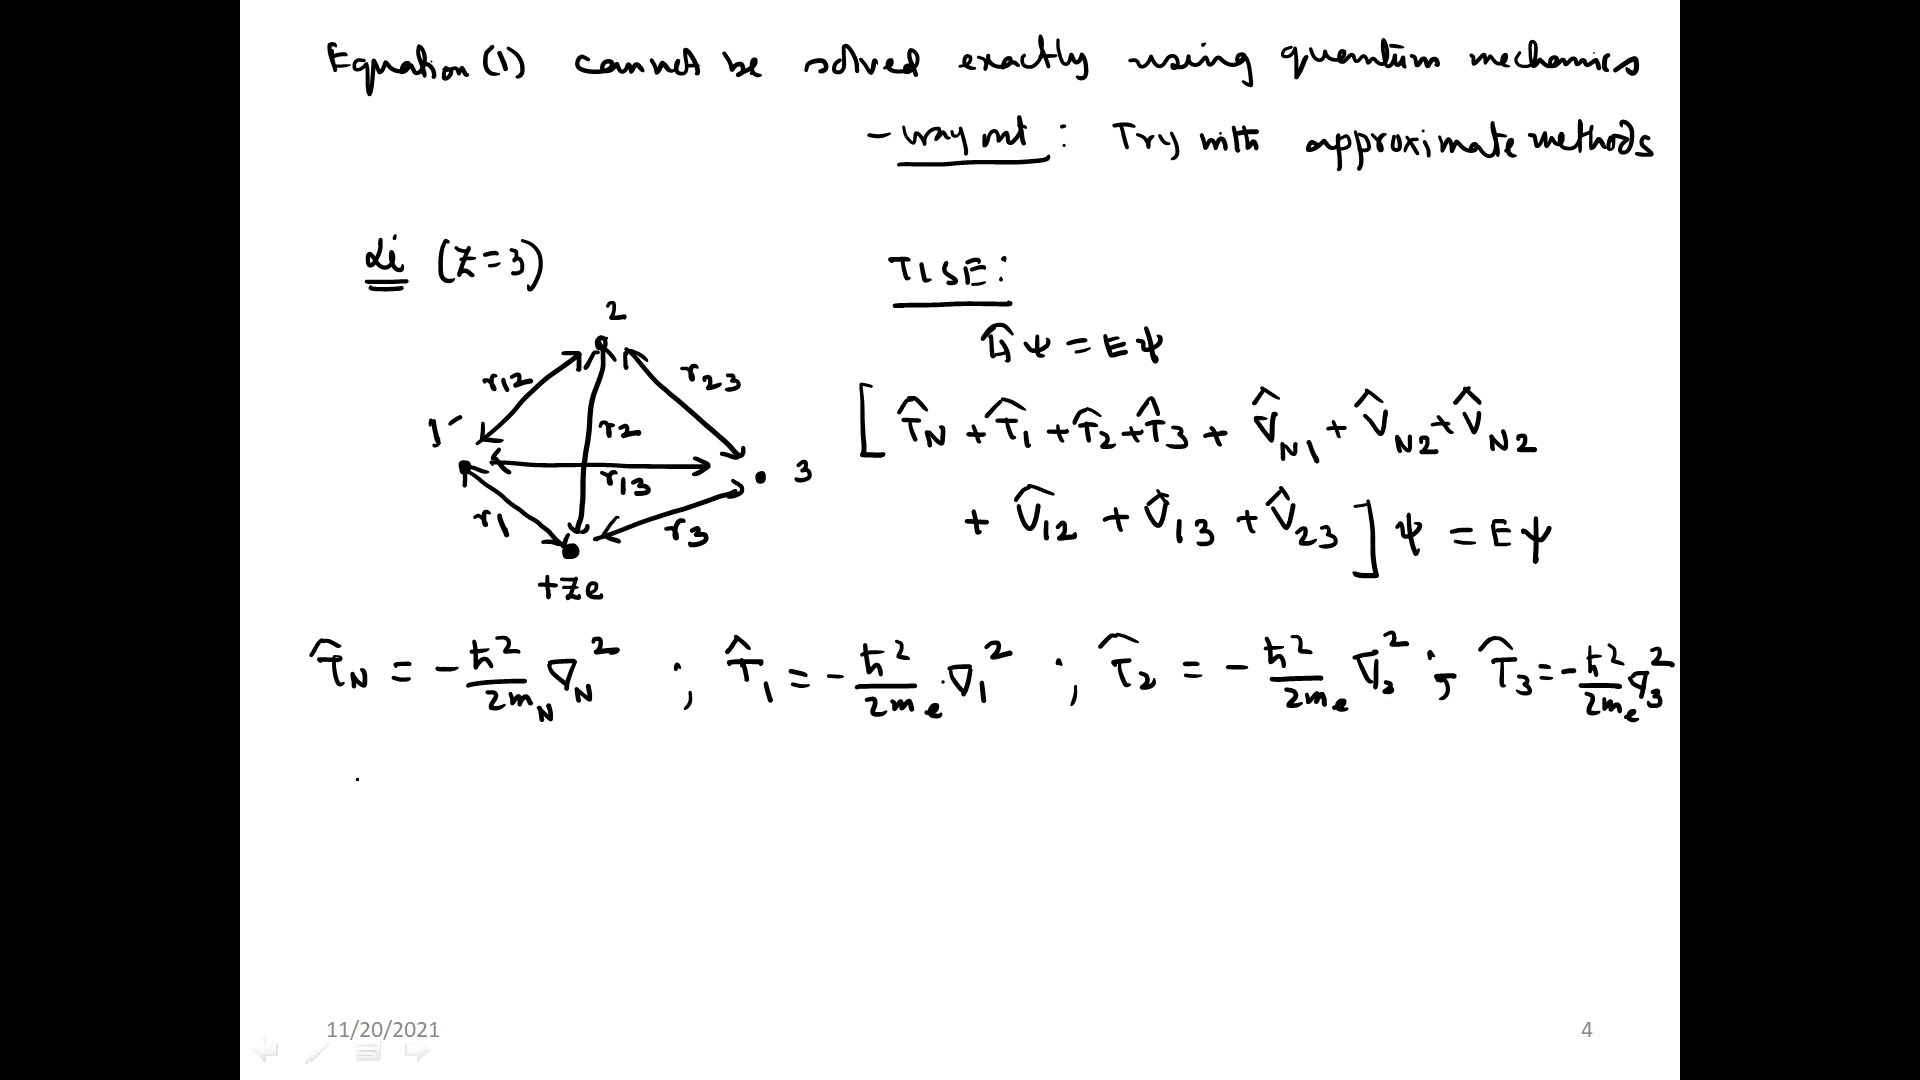 Equation (1) cannot be solved exactly using quantum mechanics
- way out : Try with approximate methods
Li (Z=3)
TISE:
Ĥψ = Eψ
2
r12
r23
1
r2
3
r13
r1
r3
+Ze
[T̂N + T̂1 + T̂2 + T̂3 + V̂N1 + V̂N2 + V̂N2
+ V̂12 + V̂13 + V̂23]ψ = Eψ
T̂N = -ħ²/2mN ∇N² ; T̂1 = -ħ²/2me ∇1² ; T̂2 = -ħ²/2me ∇2² ; T̂3 = -ħ²/2me ∇3²
11/20/2021
4